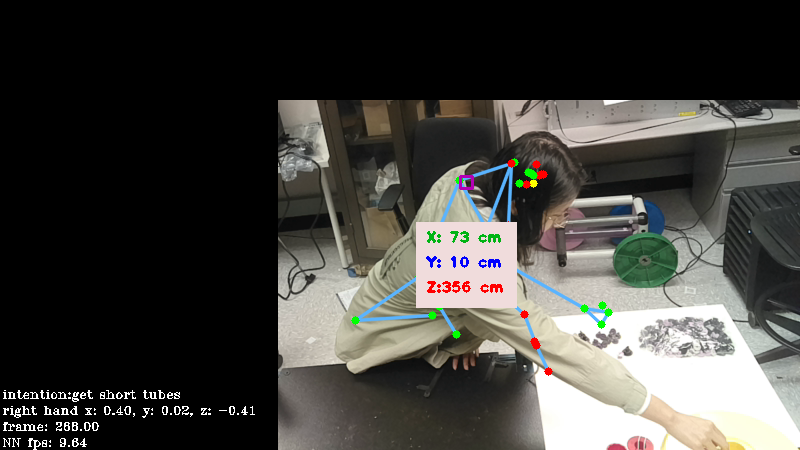 X: 73 cm
Y: 10 cm
Z:356 cm
intention:get short tubes
right hand x: 0.40, y: 0.02, z: −0.41
frame: 268.00
NN fps: 9.64